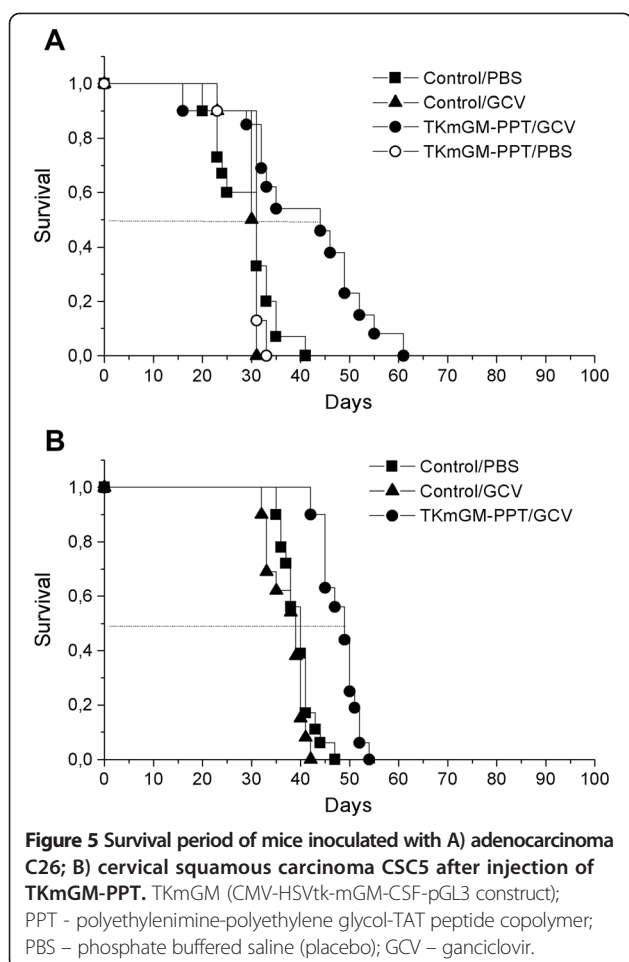 A
1,0
0,8
0,6
0,4
0,2
0,0
Survival
Control/PBS
Control/GCV
TKmGM-PPT/GCV
TKmGM-PPT/PBS
0 10 20 30 40 50 60 70 80 90 100
Days
B
1,0
0,8
0,6
0,4
0,2
0,0
Survival
Control/PBS
Control/GCV
TKmGM-PPT/GCV
0 10 20 30 40 50 60 70 80 90 100
Days
Figure 5 Survival period of mice inoculated with A) adenocarcinoma
C26; B) cervical squamous carcinoma CSC5 after injection of
TKmGM-PPT. TKmGM (CMV-HSVtk-mGM-CSF-pGL3 construct);
PPT - polyethylenimine-polyethylene glycol-TAT peptide copolymer;
PBS – phosphate buffered saline (placebo); GCV – ganciclovir.